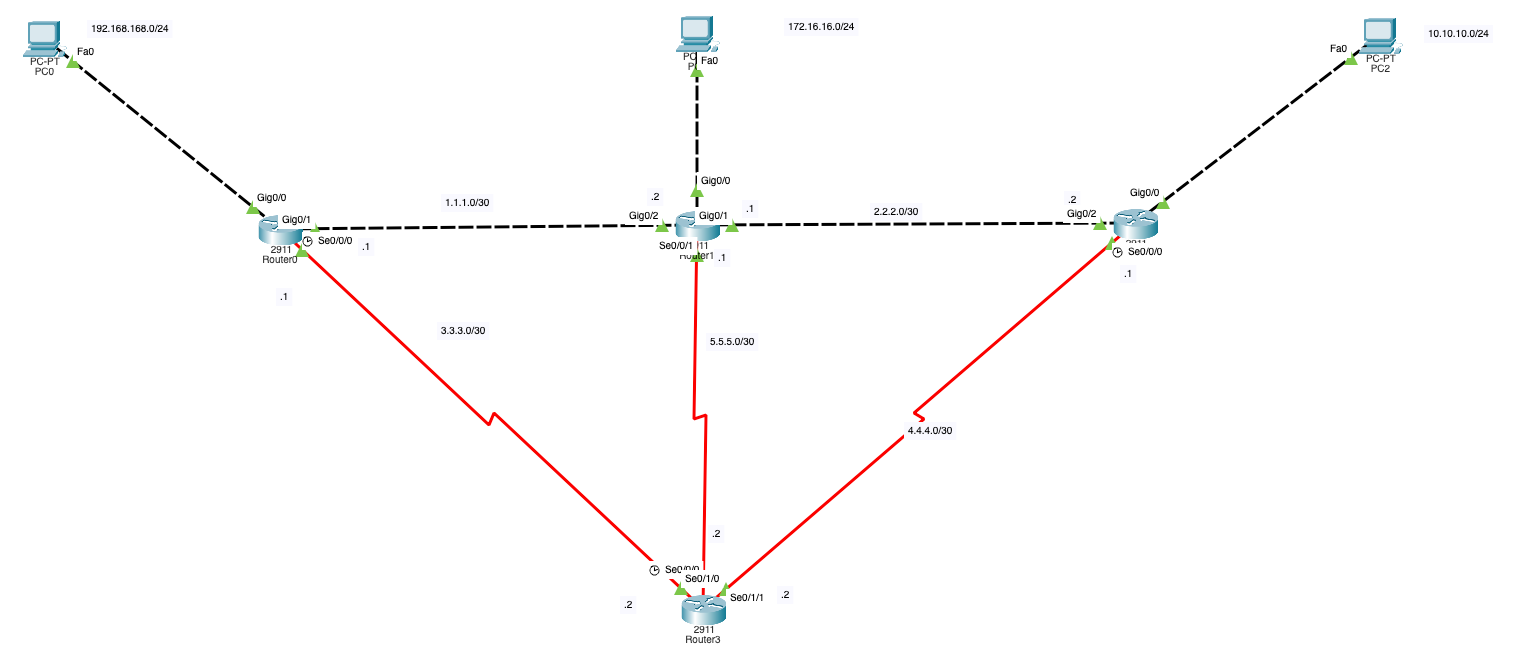 192.168.168.0/24
172.16.16.0/24
10.10.10.0/24
Fa0
PC-PT
PC0
Fa0
Fa0
PC-PT
PC2
Gig0/0
Gig0/0
Gig0/0
1.1.1.0/30
.2
.1
2.2.2.0/30
.2
Gig0/1
Gig0/2
Gig0/1
Gig0/2
Se0/0/0
.1
2911
Router0
Se0/0/1
Router1
.1
Se0/0/0
.1
.1
3.3.3.0/30
5.5.5.0/30
4.4.4.0/30
.2
Se0/0/0
Se0/1/0
Se0/1/1
.2
.2
2911
Router3